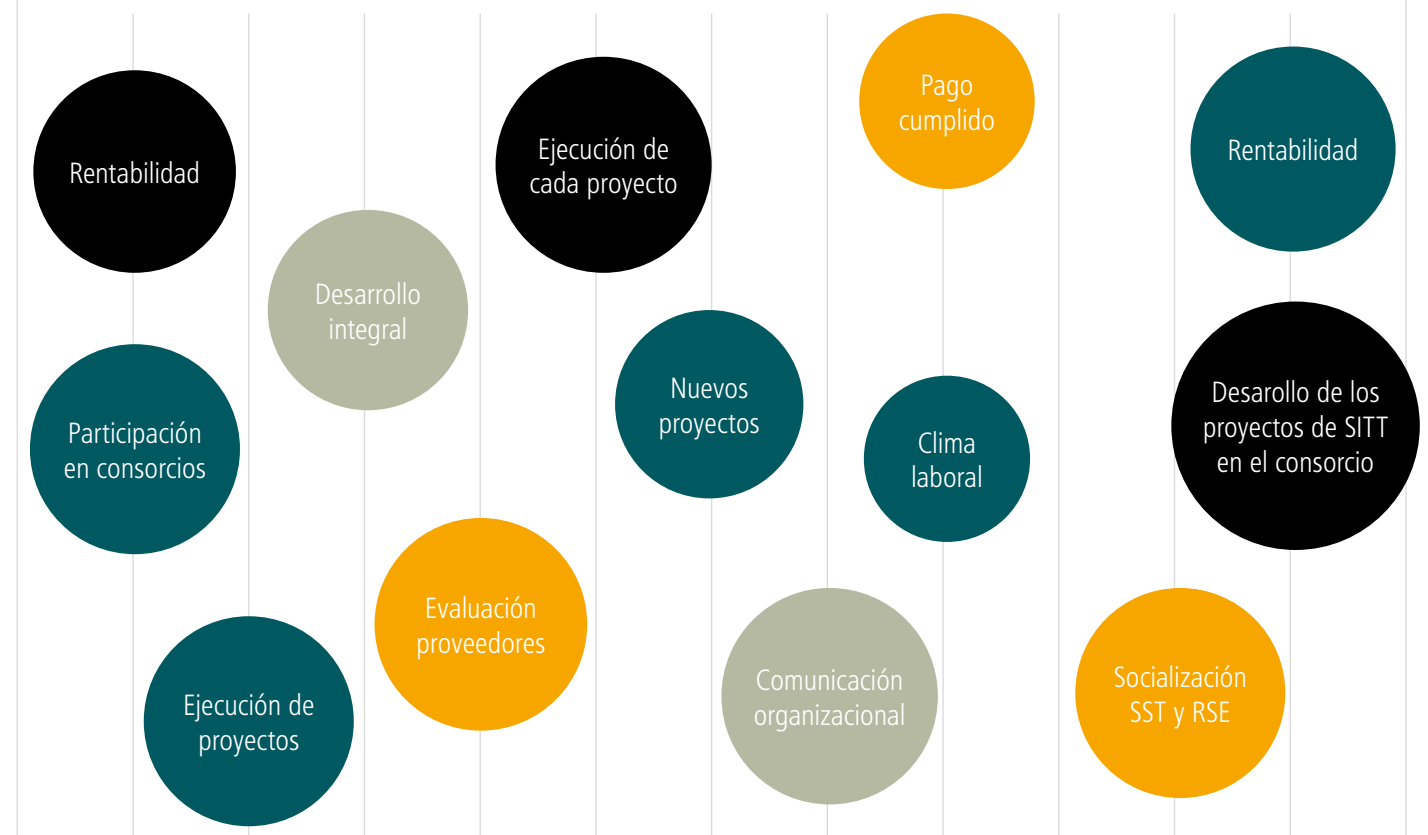 Pago
cumplido
Rentabilidad
Ejecución de
cada proyecto
Rentabilidad
Desarrollo
integral
Participación
en consorcios
Nuevos
proyectos
Clima
laboral
Desarollo de los
proyectos de SITT
en el consorcio
Evaluación
proveedores
Ejecución de
proyectos
Comunicación
organizacional
Socialización
SST y RSE